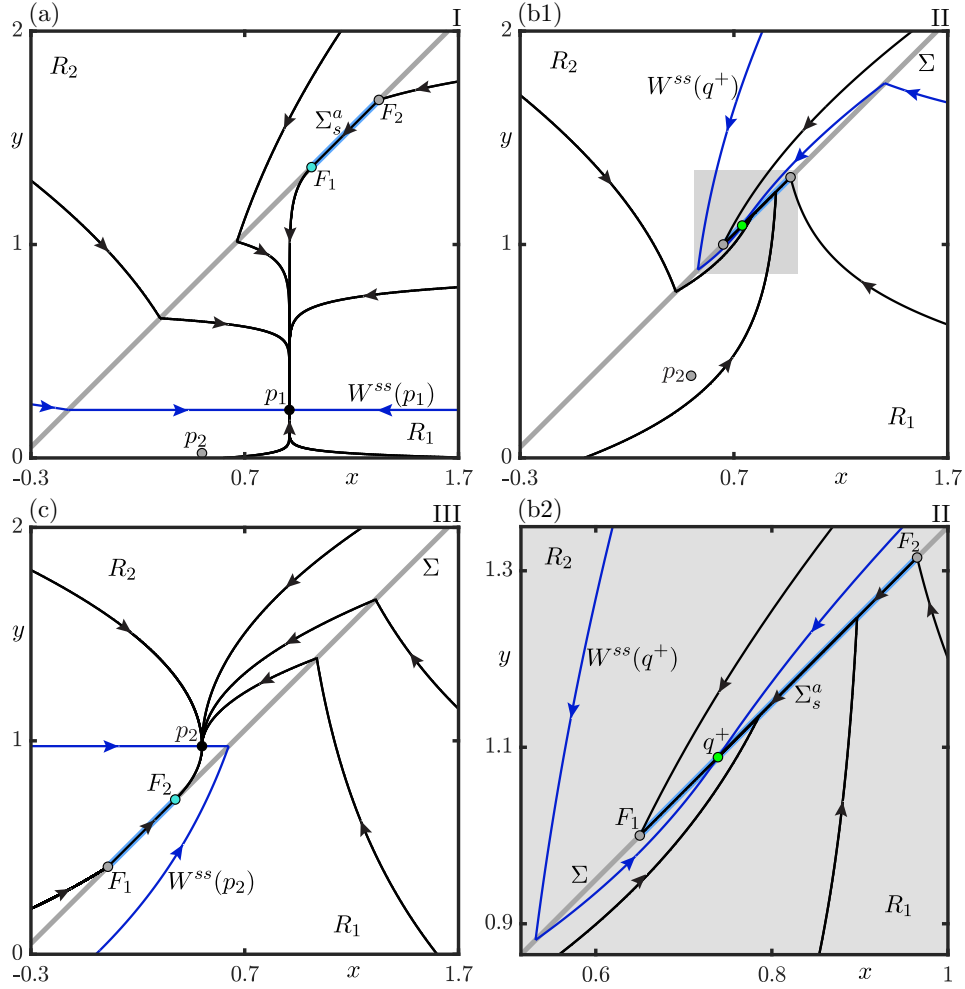 (a)
I
2
R₂
Σₛᵃ
F₂
F₁
y
1
p₁
Wˢˢ(p₁)
p₂
R₁
0
-0.3
0.7
x
1.7
(b1)
II
2
R₂
Wˢˢ(q⁺)
Σ
y
1
p₂
R₁
0
-0.3
0.7
x
1.7
(c)
III
2
R₂
Σ
y
1
p₂
F₂
F₁
Wˢˢ(p₂)
R₁
0
-0.3
0.7
x
1.7
(b2)
II
R₂
F₂
1.3
y
Wˢˢ(q⁺)
Σₛᵃ
q⁺
1.1
F₁
Σ
R₁
0.9
0.6
0.8
x
1